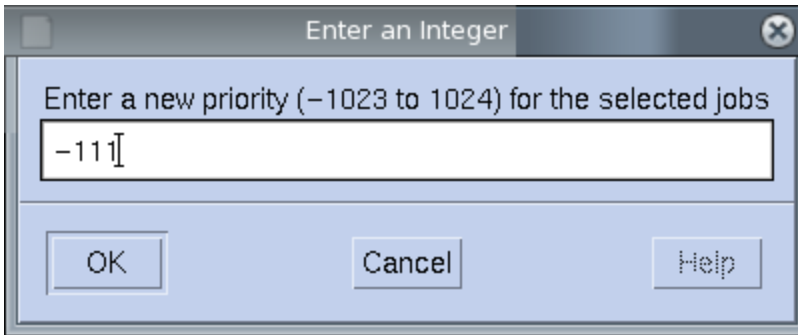 Enter an Integer
Enter a new priority (−1023 to 1024) for the selected jobs
−111
OK Cancel Help